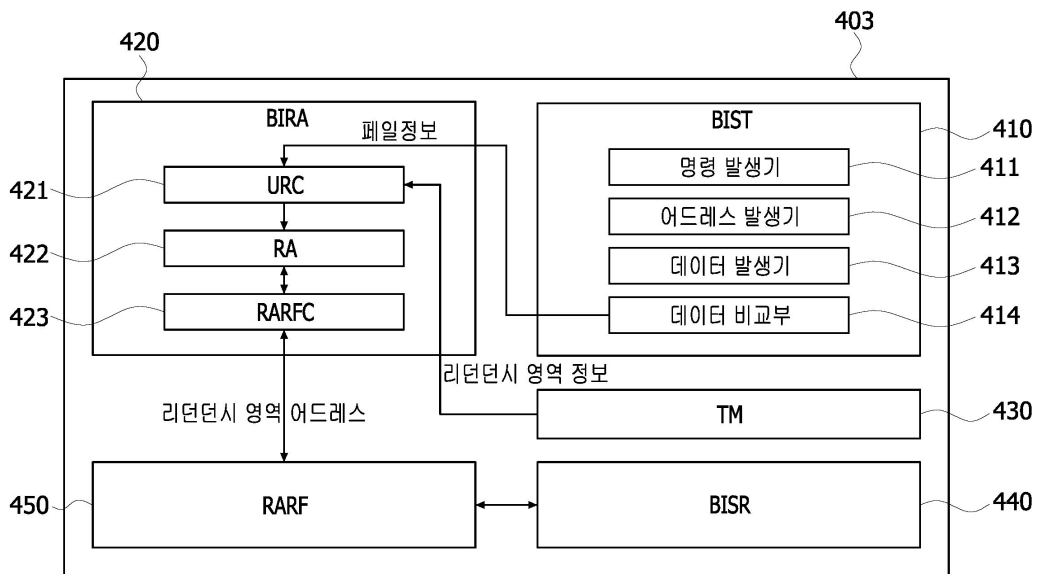 420
403
BIRA
BIST
페일정보
410
명령 발생기
411
421
URC
어드레스 발생기
412
422
RA
데이터 발생기
413
423
RARFC
데이터 비교부
414
리던던시 영역 정보
리던던시 영역 어드레스
TM
430
450
RARF
BISR
440